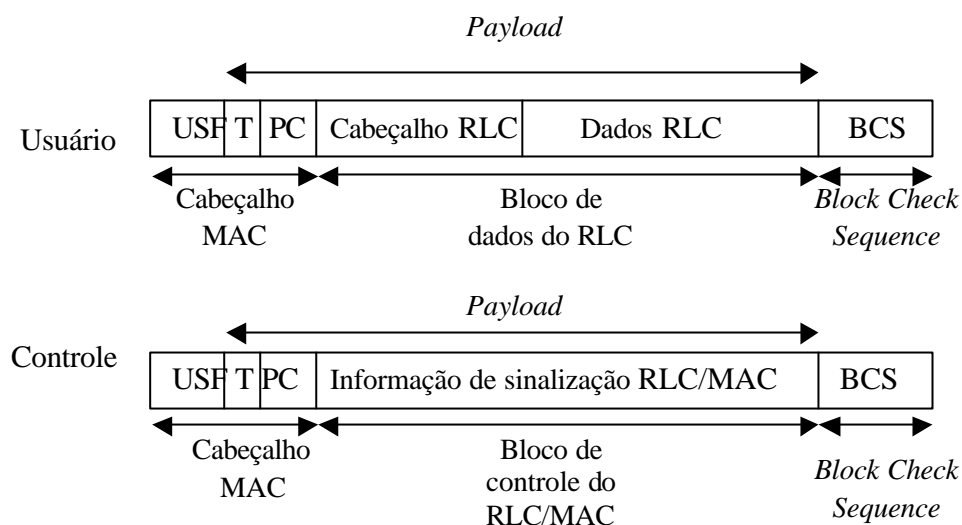 Payload
Usuário
USF T PC Cabeçalho RLC Dados RLC BCS
Cabeçalho
MAC
Bloco de
dados do RLC
Block Check
Sequence
Payload
Controle
USF T PC Informação de sinalização RLC/MAC BCS
Cabeçalho
MAC
Bloco de
controle do
RLC/MAC
Block Check
Sequence